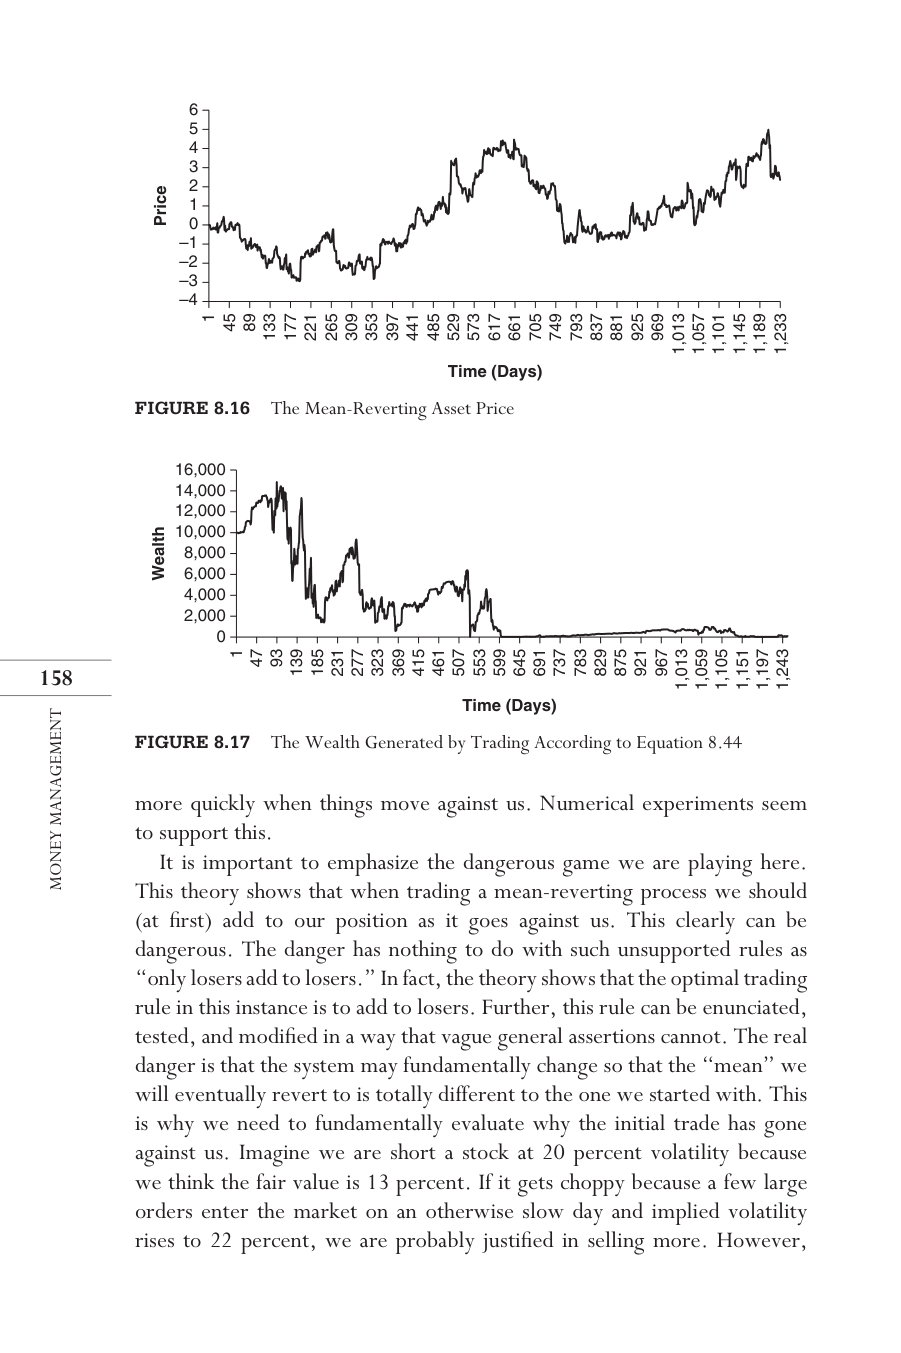 6
5
4
3
2
1
0
–1
–2
–3
–4
Price
1 45 89 133 177 221 265 309 353 397 441 485 529 573 617 661 705 749 793 837 881 925 969 1,013 1,057 1,101 1,145 1,189 1,233
Time (Days)
FIGURE 8.16 The Mean-Reverting Asset Price
16,000
14,000
12,000
10,000
8,000
6,000
4,000
2,000
0
Wealth
1 47 93 139 185 231 277 323 369 415 461 507 553 599 645 691 737 783 829 875 921 967 1,013 1,059 1,105 1,151 1,197 1,243
Time (Days)
FIGURE 8.17 The Wealth Generated by Trading According to Equation 8.44
158
MONEY MANAGEMENT
more quickly when things move against us. Numerical experiments seem
to support this.
It is important to emphasize the dangerous game we are playing here.
This theory shows that when trading a mean-reverting process we should
(at first) add to our position as it goes against us. This clearly can be
dangerous. The danger has nothing to do with such unsupported rules as
“only losers add to losers.” In fact, the theory shows that the optimal trading
rule in this instance is to add to losers. Further, this rule can be enunciated,
tested, and modified in a way that vague general assertions cannot. The real
danger is that the system may fundamentally change so that the “mean” we
will eventually revert to is totally different to the one we started with. This
is why we need to fundamentally evaluate why the initial trade has gone
against us. Imagine we are short a stock at 20 percent volatility because
we think the fair value is 13 percent. If it gets choppy because a few large
orders enter the market on an otherwise slow day and implied volatility
rises to 22 percent, we are probably justified in selling more. However,